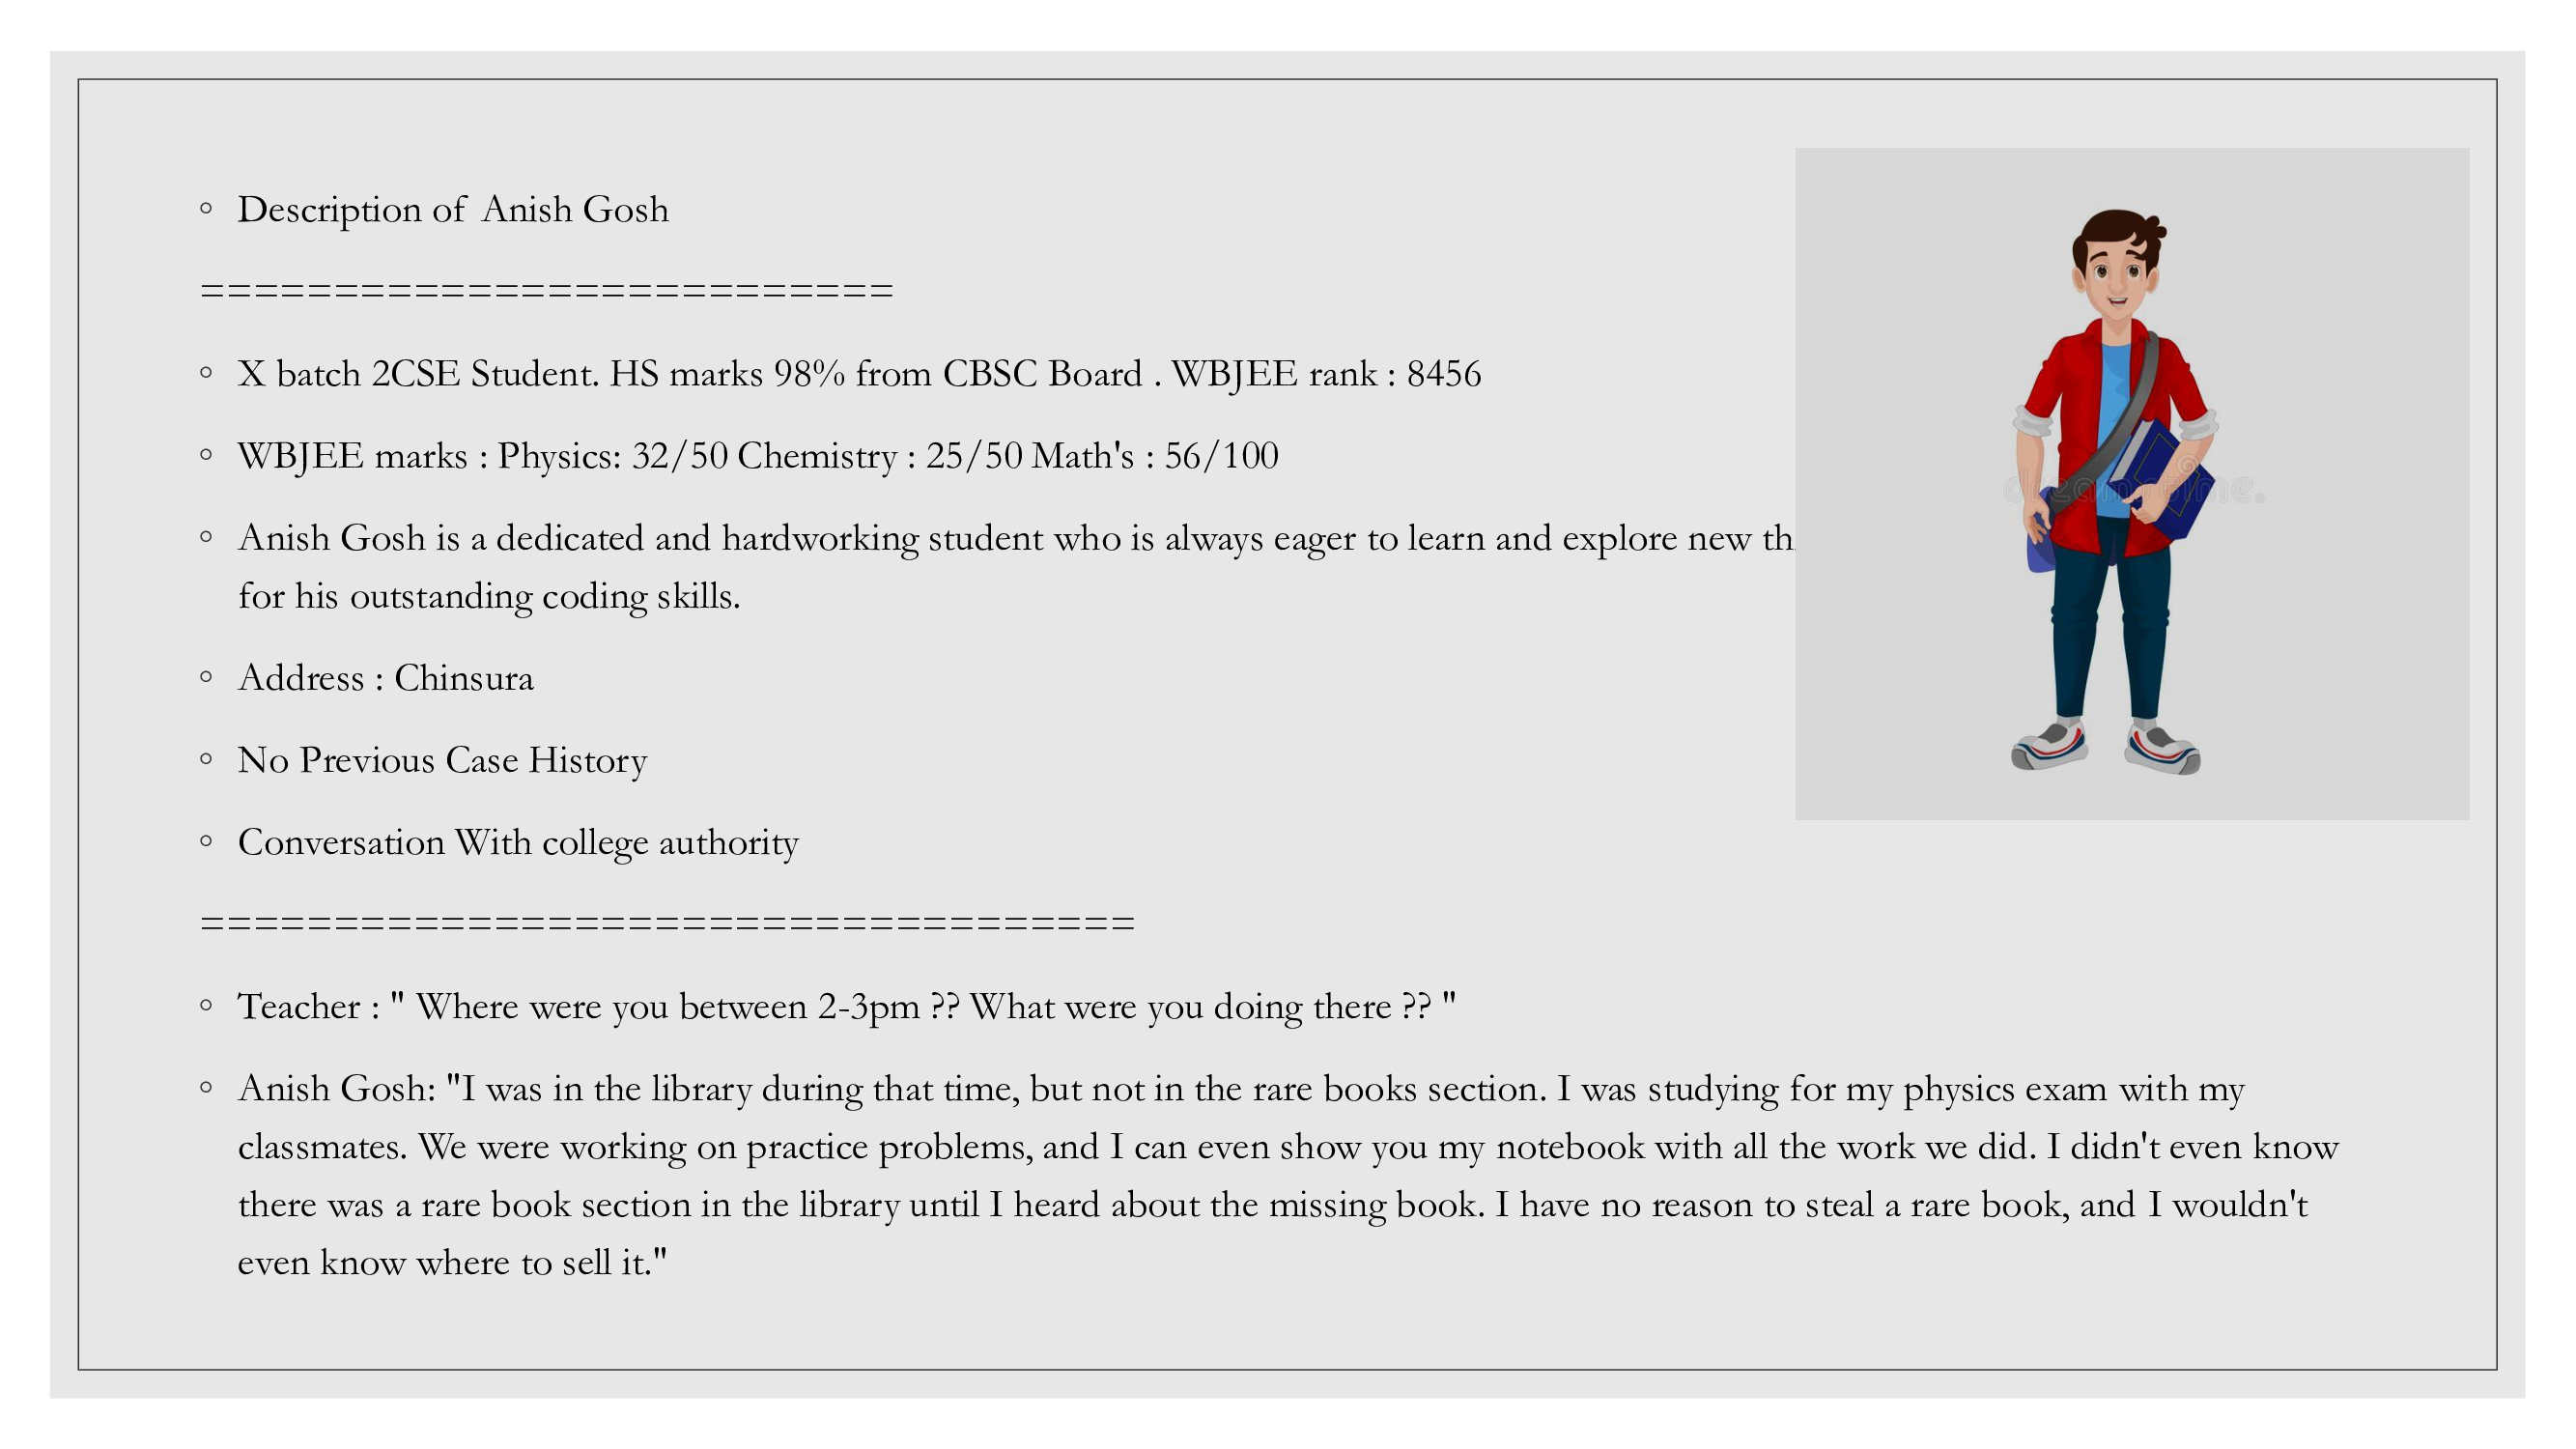 ◦ Description of Anish Gosh
==========================
◦ X batch 2CSE Student. HS marks 98% from CBSC Board . WBJEE rank : 8456
◦ WBJEE marks : Physics: 32/50 Chemistry : 25/50 Math's : 56/100
◦ Anish Gosh is a dedicated and hardworking student who is always eager to learn and explore new
for his outstanding coding skills.
◦ Address : Chinsura
◦ No Previous Case History
◦ Conversation With college authority
===================================
◦ Teacher : " Where were you between 2-3pm ?? What were you doing there ?? "
◦ Anish Gosh: "I was in the library during that time, but not in the rare books section. I was studying for my physics exam with my
classmates. We were working on practice problems, and I can even show you my notebook with all the work we did. I didn't even know
there was a rare book section in the library until I heard about the missing book. I have no reason to steal a rare book, and I wouldn't
even know where to sell it."